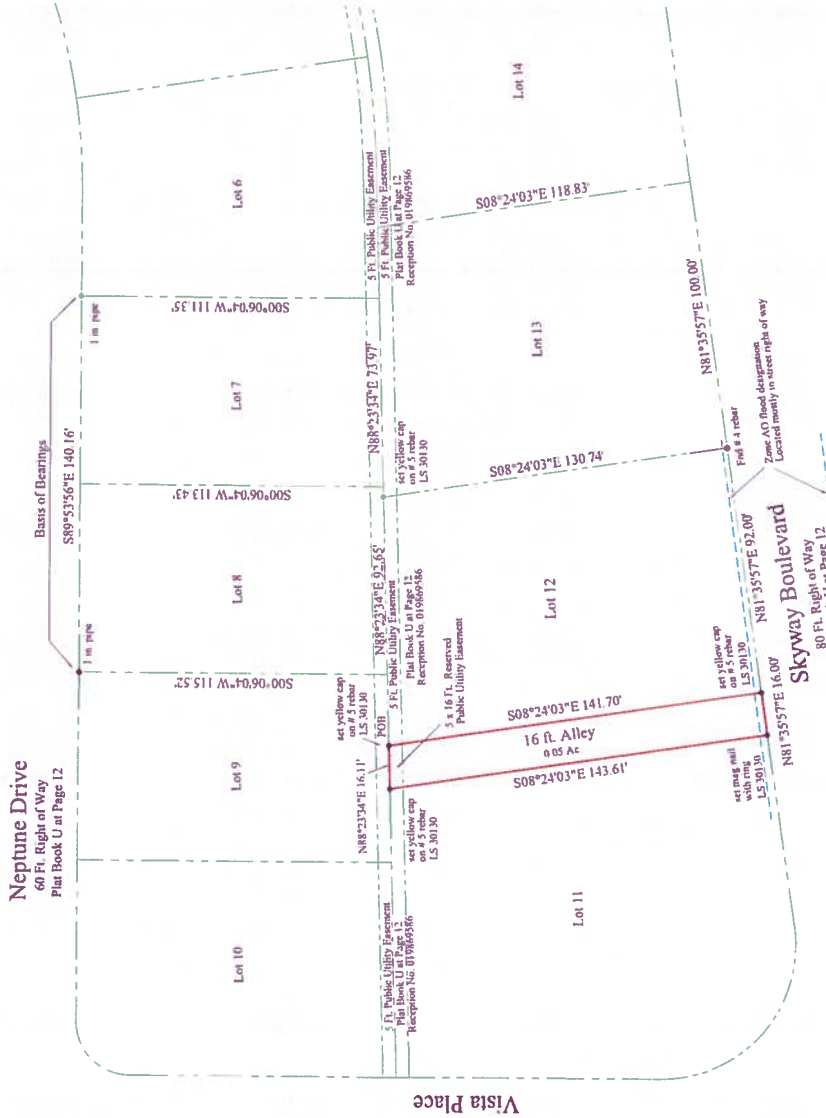 Neptune Drive
60 Ft. Right of Way
Plat Book U at Page 12
Basis of Bearings
S89°53'56"E 140.16'
1 in. pipe
1 in. pipe
Lot 10
Lot 9
Lot 8
Lot 7
Lot 6
S00°06'04"W 115.52'
S00°06'04"W 113.43'
S00°06'04"W 111.35'
set yellow cap
on # 5 rebar
LS 30130
POB
N88°23'34"E 16.11'
N88°23'34"E 92.65'
N88°23'34"E 73.97'
5 Ft. Public Utility Easement
Plat Book U at Page 12
Reception No. 019869586
set yellow cap
on # 5 rebar
LS 30130
5 Ft. Public Utility Easement
Plat Book U at Page 12
Reception No. 019869586
5 x 16 Ft. Reserved
Public Utility Easement
set yellow cap
on # 5 rebar
LS 30130
5 Ft. Public Utility Easement
5 Ft. Public Utility Easement
Plat Book U at Page 12
Reception No. 019869586
Lot 11
S08°24'03"E 143.61'
16 ft. Alley
0.05 Ac
S08°24'03"E 141.70'
Lot 12
S08°24'03"E 130.74'
Lot 13
S08°24'03"E 118.83'
Lot 14
set mag nail
with ring
LS 30130
set yellow cap
on # 5 rebar
LS 30130
N81°35'57"E 16.00'
N81°35'57"E 92.00'
Fnd # 4 rebar
N81°35'57"E 100.00'
Zone AO flood designation
Located mostly in street right of way
Skyway Boulevard
80 Ft. Right of Way
at Page 12
Vista Place